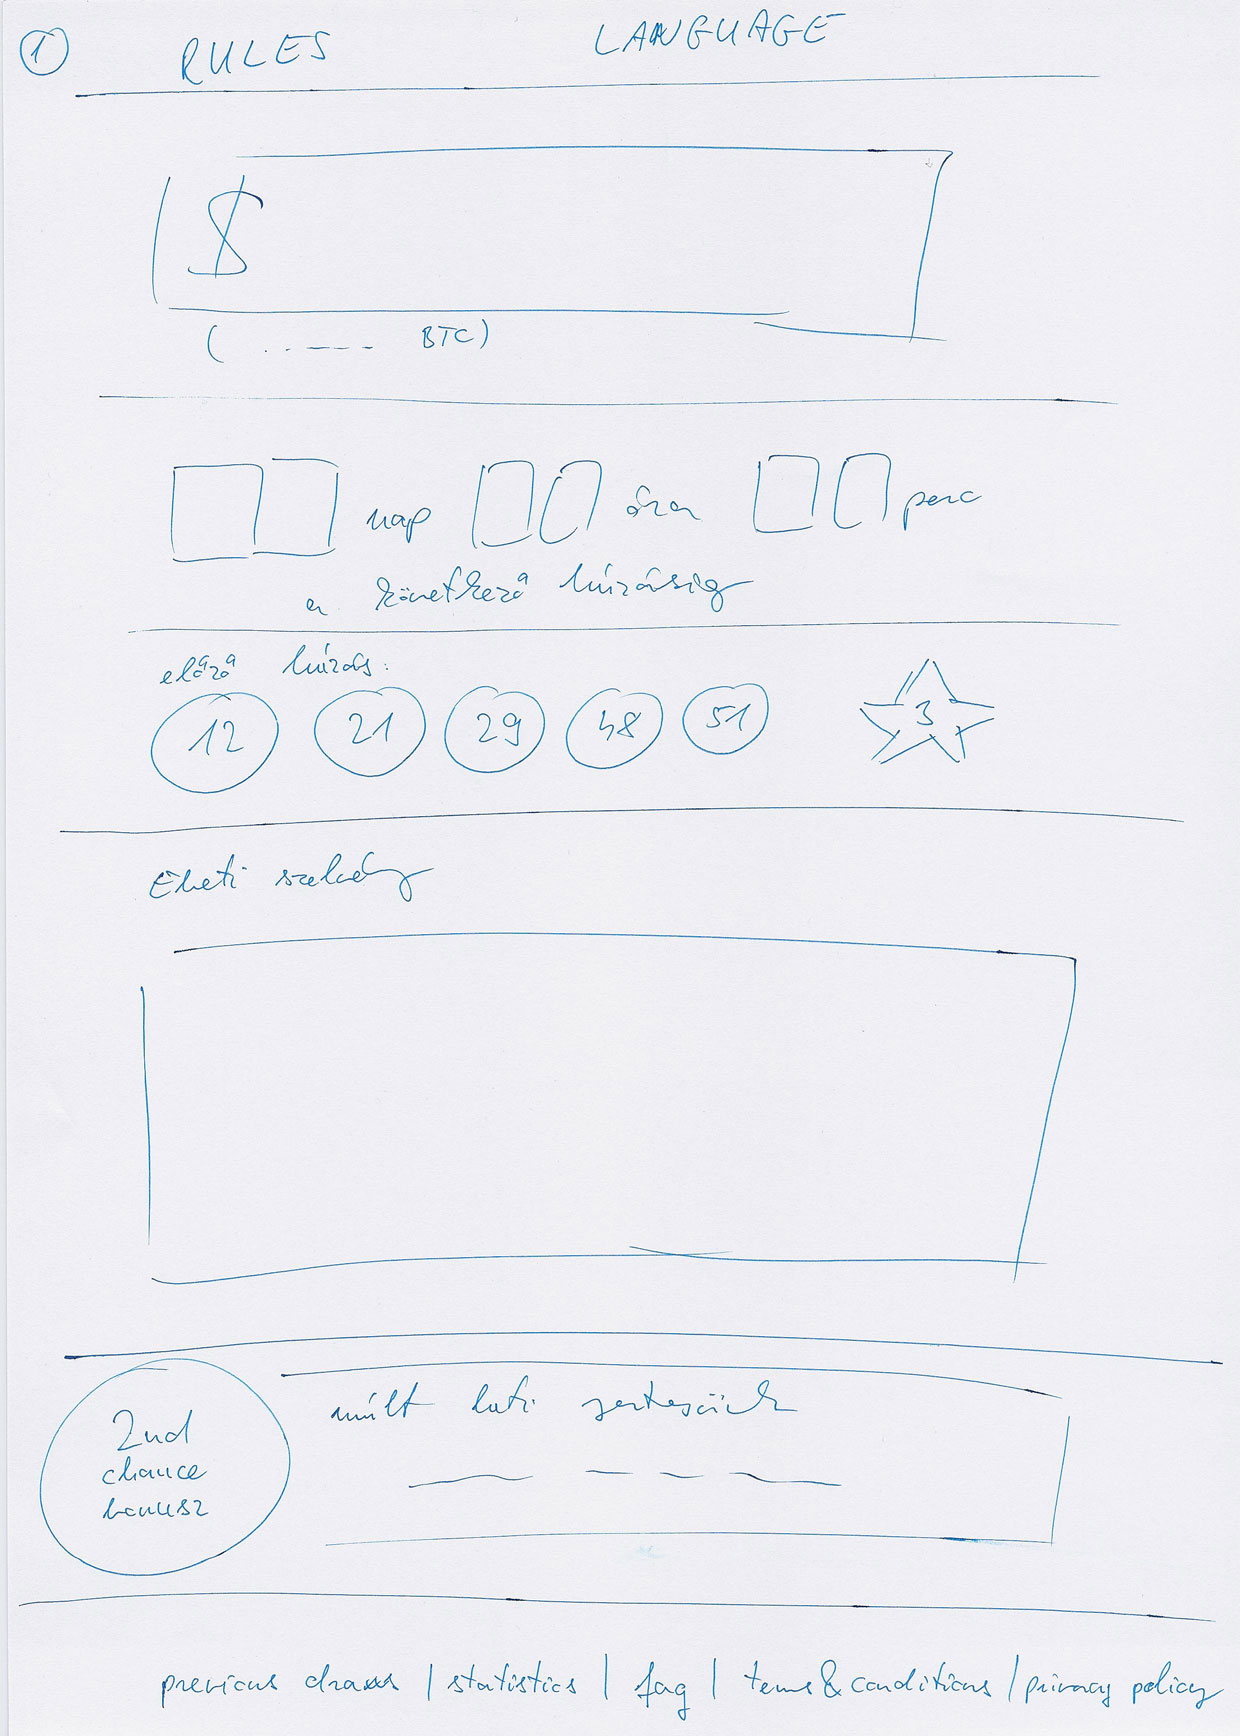 1 RULES LANGUAGE
$
( . . _ _ _ _ BTC)
nap óra perc
a következő húzásig
előző húzás:
12 21 29 48 51 3
Eheti szelvény
múlt heti
2nd
chance
bonusz
previous draws | statistics | faq | terms & conditions | privacy policy